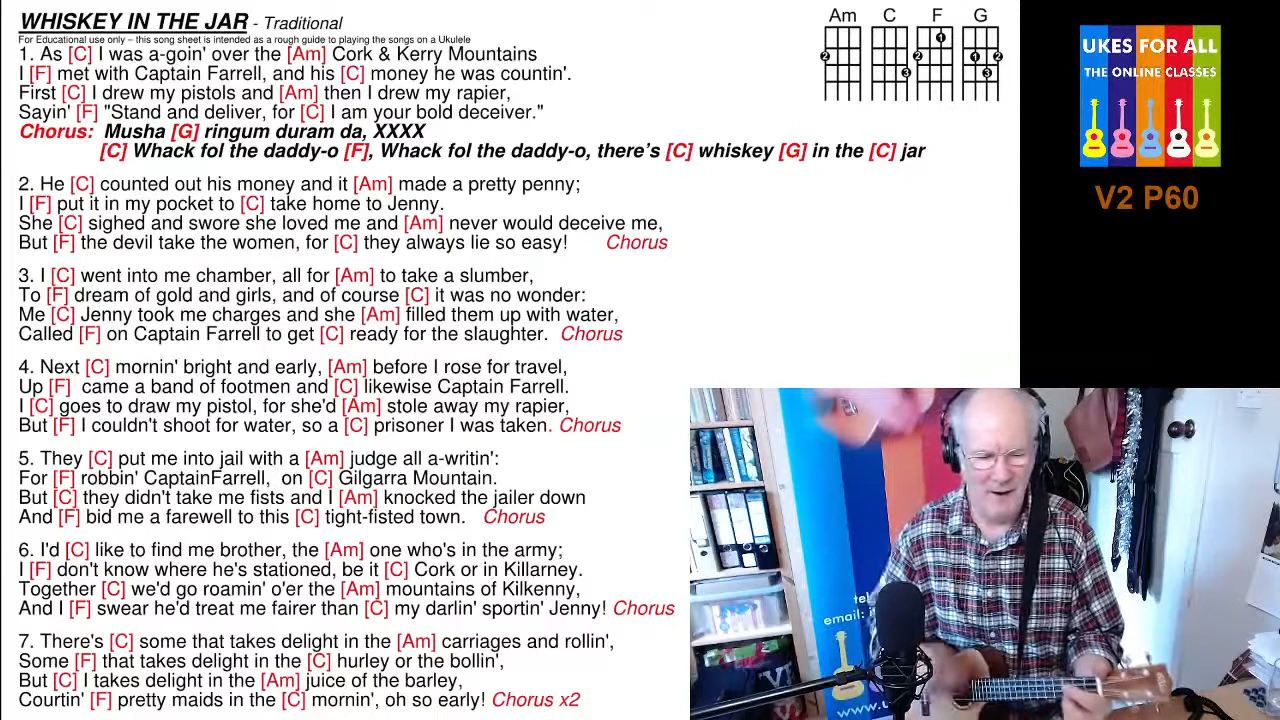 WHISKEY IN THE JAR - Traditional
For Educational use only – this song sheet is intended as a rough guide to playing the songs on a Ukulele
1. As [C] I was a-goin' over the [Am] Cork & Kerry Mountains
I [F] met with Captain Farrell, and his [C] money he was countin'.
First [C] I drew my pistols and [Am] then I drew my rapier,
Sayin' [F] "Stand and deliver, for [C] I am your bold deceiver."
Chorus: Musha [G] ringum duram da, XXXX
[C] Whack fol the daddy-o [F], Whack fol the daddy-o, there's [C] whiskey [G] in the [C] jar
2. He [C] counted out his money and it [Am] made a pretty penny;
I [F] put it in my pocket to [C] take home to Jenny.
She [C] sighed and swore she loved me and [Am] never would deceive me,
But [F] the devil take the women, for [C] they always lie so easy! Chorus
3. I [C] went into me chamber, all for [Am] to take a slumber,
To [F] dream of gold and girls, and of course [C] it was no wonder:
Me [C] Jenny took me charges and she [Am] filled them up with water,
Called [F] on Captain Farrell to get [C] ready for the slaughter. Chorus
4. Next [C] mornin' bright and early, [Am] before I rose for travel,
Up [F] came a band of footmen and [C] likewise Captain Farrell.
I [C] goes to draw my pistol, for she'd [Am] stole away my rapier,
But [F] I couldn't shoot for water, so a [C] prisoner I was taken. Chorus
5. They [C] put me into jail with a [Am] judge all a-writin':
For [F] robbin' CaptainFarrell, on [C] Gilgarra Mountain.
But [C] they didn't take me fists and I [Am] knocked the jailer down
And [F] bid me a farewell to this [C] tight-fisted town. Chorus
6. I'd [C] like to find me brother, the [Am] one who's in the army;
I [F] don't know where he's stationed, be it [C] Cork or in Killarney.
Together [C] we'd go roamin' o'er the [Am] mountains of Kilkenny,
And I [F] swear he'd treat me fairer than [C] my darlin' sportin' Jenny! Chorus
7. There's [C] some that takes delight in the [Am] carriages and rollin',
Some [F] that takes delight in the [C] hurley or the bollin',
But [C] I takes delight in the [Am] juice of the barley,
Courtin' [F] pretty maids in the [C] mornin', oh so early! Chorus x2
Am C F G
2 3 2 1 1 2 3
UKES FOR ALL
THE ONLINE CLASSES
V2 P60
tel
email: i
www.u